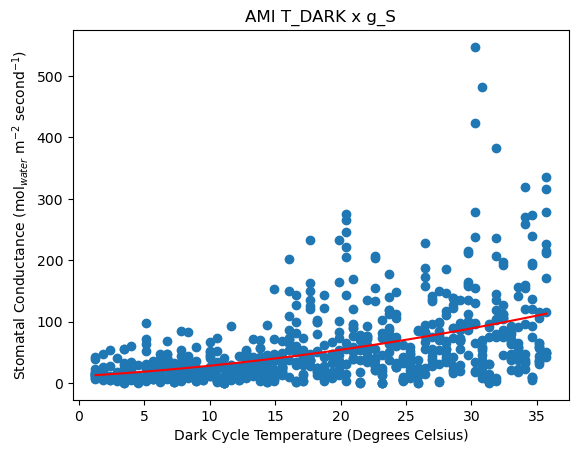 AMI T_DARK x g_S
Stomatal Conductance (mol_water m⁻² second⁻¹)
500
400
300
200
100
0
0 5 10 15 20 25 30 35
Dark Cycle Temperature (Degrees Celsius)